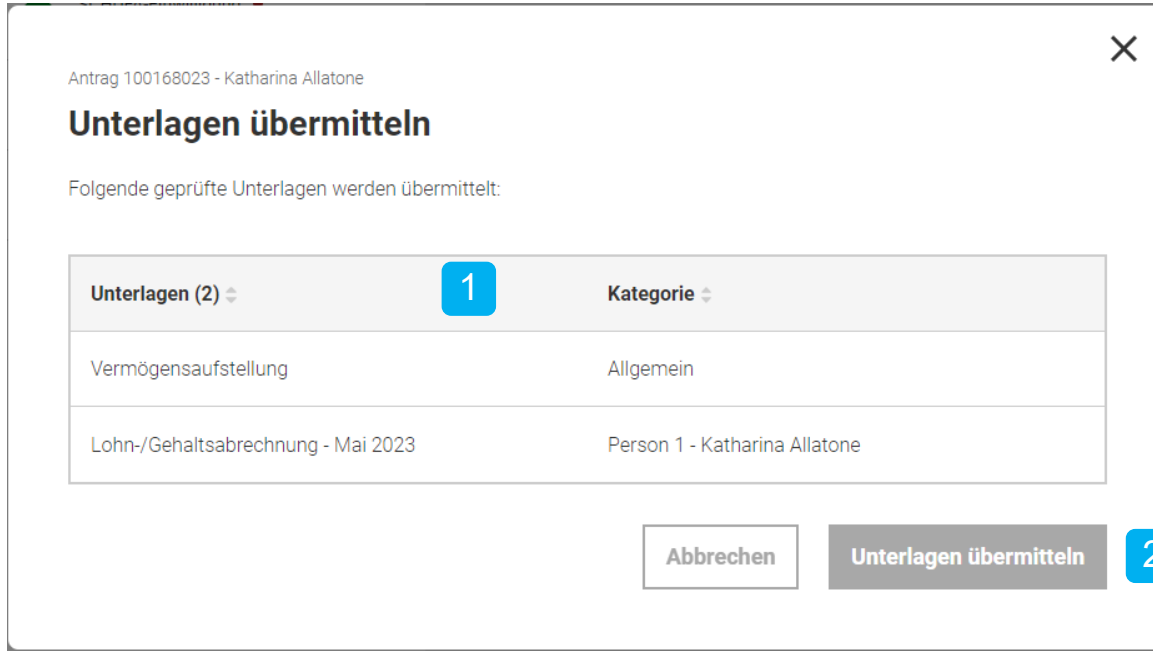 Antrag 100168023 - Katharina Allatone
Unterlagen übermitteln
Folgende geprüfte Unterlagen werden übermittelt:
Unterlagen (2) 1 Kategorie
Vermögensaufstellung Allgemein
Lohn-/Gehaltsabrechnung - Mai 2023 Person 1 - Katharina Allatone
Abbrechen Unterlagen übermitteln 2